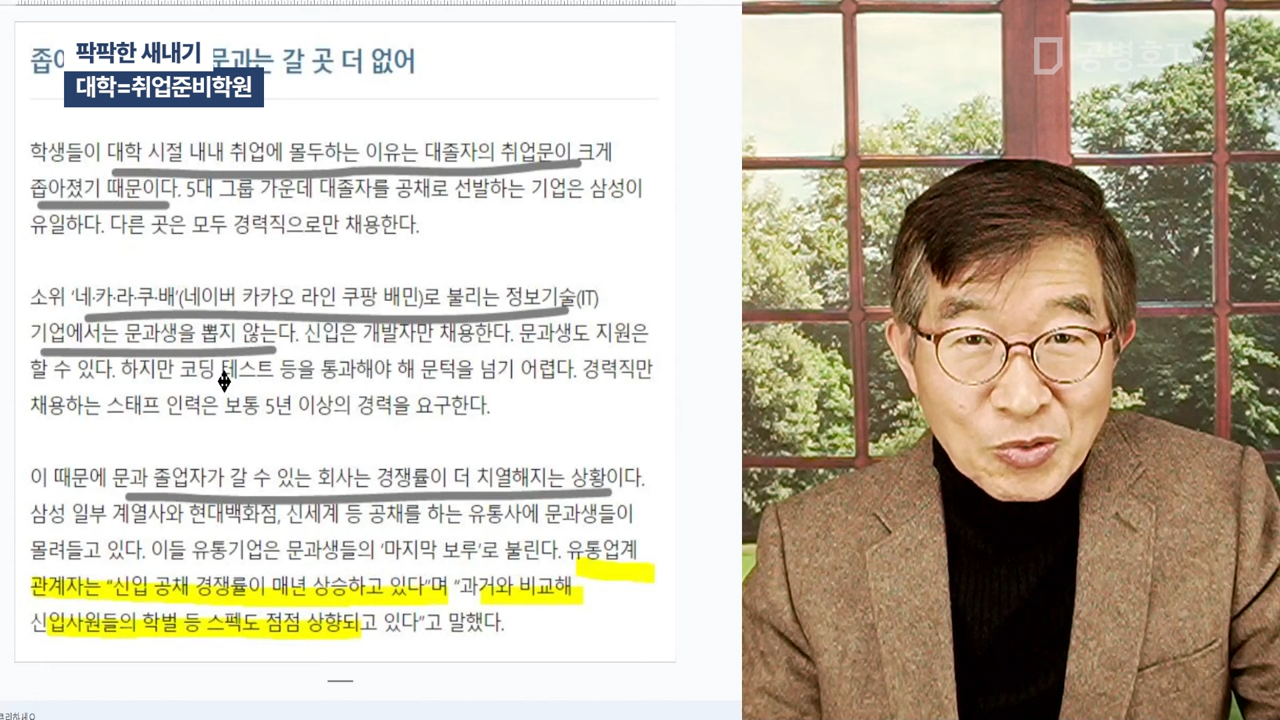 팍팍한 새내기
대학=취업준비학원
좁 문과는 갈 곳 더 없어
공병호TV
학생들이 대학 시절 내내 취업에 몰두하는 이유는 대졸자의 취업문이 크게
좁아졌기 때문이다. 5대 그룹 가운데 대졸자를 공채로 선발하는 기업은 삼성이
유일하다. 다른 곳은 모두 경력직으로만 채용한다.
소위 ‘네·카·라·쿠·배’(네이버 카카오 라인 쿠팡 배민)로 불리는 정보기술(IT)
기업에서는 문과생을 뽑지 않는다. 신입은 개발자만 채용한다. 문과생도 지원은
할 수 있다. 하지만 코딩 테스트 등을 통과해야 해 문턱을 넘기 어렵다. 경력직만
채용하는 스태프 인력은 보통 5년 이상의 경력을 요구한다.
이 때문에 문과 졸업자가 갈 수 있는 회사는 경쟁률이 더 치열해지는 상황이다.
삼성 일부 계열사와 현대백화점, 신세계 등 공채를 하는 유통사에 문과생들이
몰려들고 있다. 이들 유통기업은 문과생들의 ‘마지막 보루’로 불린다. 유통업계
관계자는 “신입 공채 경쟁률이 매년 상승하고 있다”며 “과거와 비교해
신입사원들의 학벌 등 스펙도 점점 상향되고 있다”고 말했다.